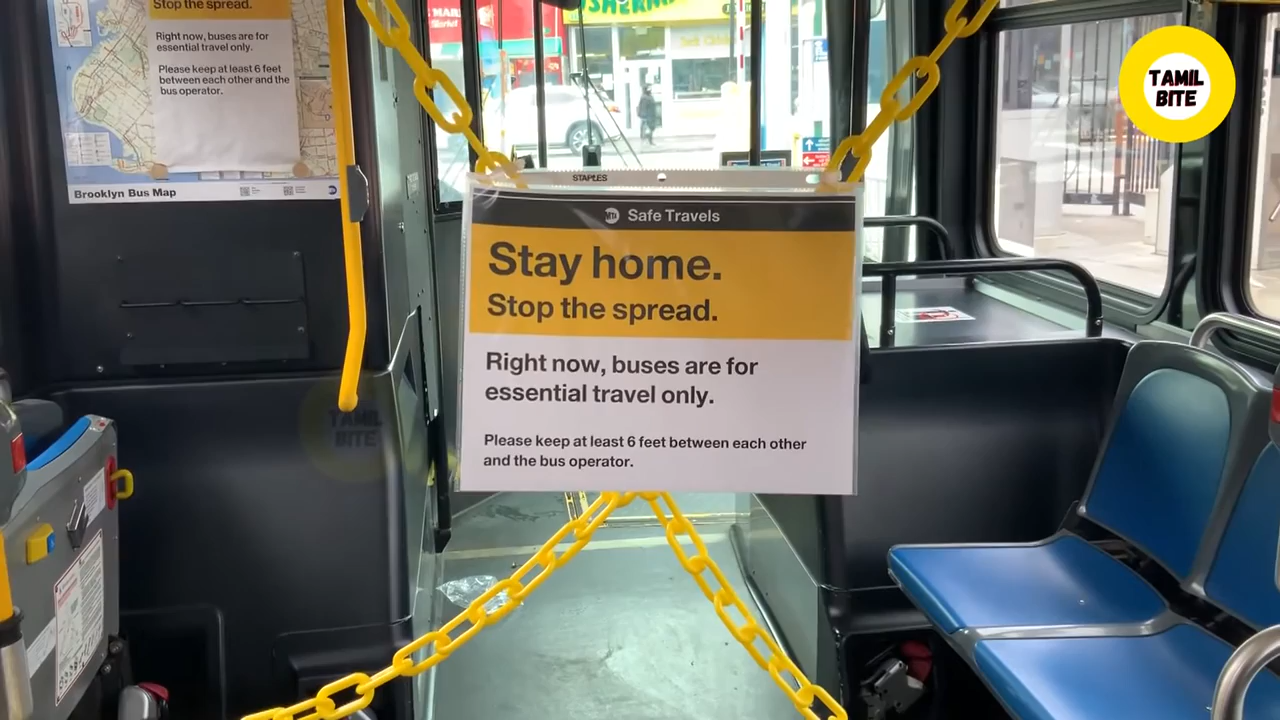 Stop the spread.
Right now, buses are for
essential travel only.
Please keep at least 6 feet
between each other and the
bus operator.
Brooklyn Bus Map
TAMIL
BITE
STAPLES
MTA Safe Travels
Stay home.
Stop the spread.
Right now, buses are for
essential travel only.
Please keep at least 6 feet between each other
and the bus operator.
TAMIL
BITE